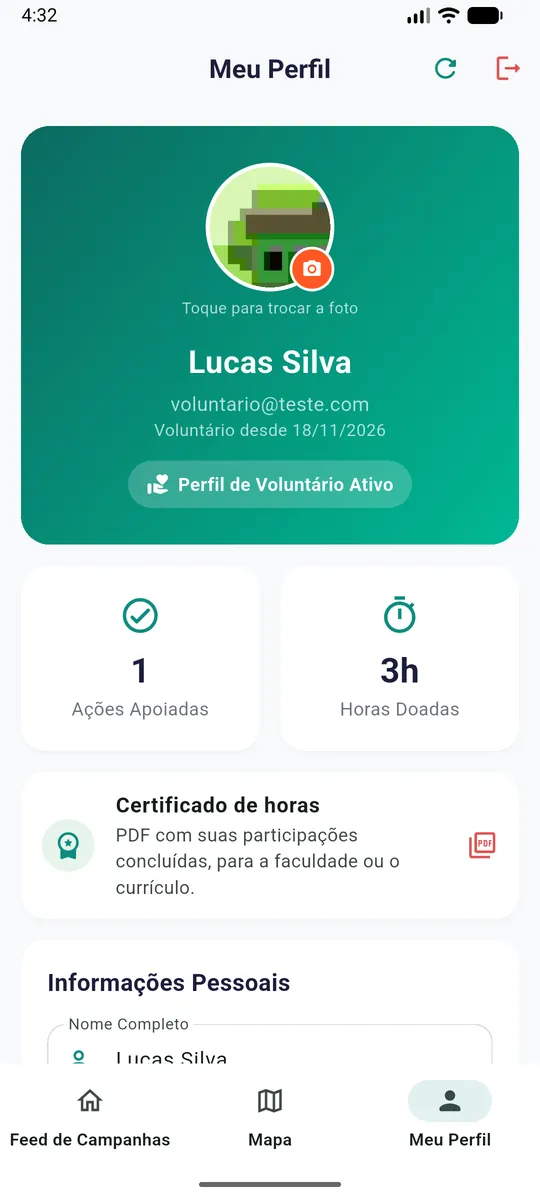 4:32
Meu Perfil
Toque para trocar a foto
Lucas Silva
voluntario@teste.com
Voluntário desde 18/11/2026
Perfil de Voluntário Ativo
1
Ações Apoiadas
3h
Horas Doadas
Certificado de horas
PDF com suas participações
concluídas, para a faculdade ou o
currículo.
PDF
Informações Pessoais
Nome Completo
Lucas Silva
Feed de Campanhas
Mapa
Meu Perfil